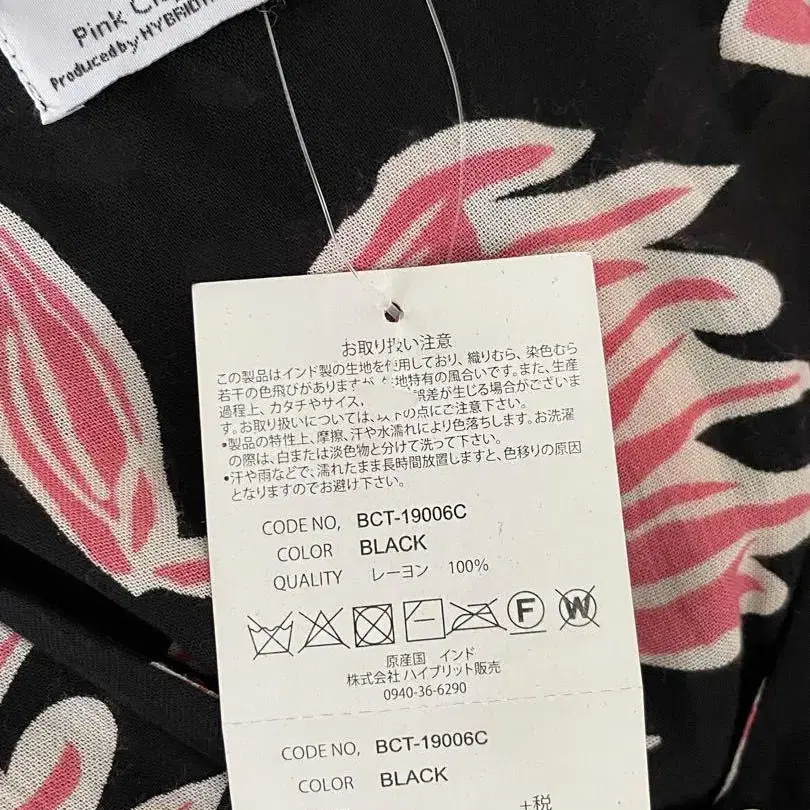 Pink
Produced by HYBRID
お取り扱い注意
この製品はインド製の生地を使用しており、織りむら、染色むら
若干の色飛びがありますが 生地特有の風合いです。また、生産
過程上、カタチやサイズ、 誤差が生じる場合がございま
す。お取り扱いについては、以下の点にご注意下さい。
•製品の特性上、摩擦、汗や水濡れにより色落ちします。お洗濯
の際は、白または淡色物と分けて洗って下さい。
•汗や雨などで、濡れたまま長時間放置しますと、色移りの原因
となりますのでお避け下さい。
CODE NO, BCT-19006C
COLOR BLACK
QUALITY レーヨン 100%
F W
原産国 インド
株式会社 ハイブリット販売
0940-36-6290
CODE NO, BCT-19006C
COLOR BLACK
+税